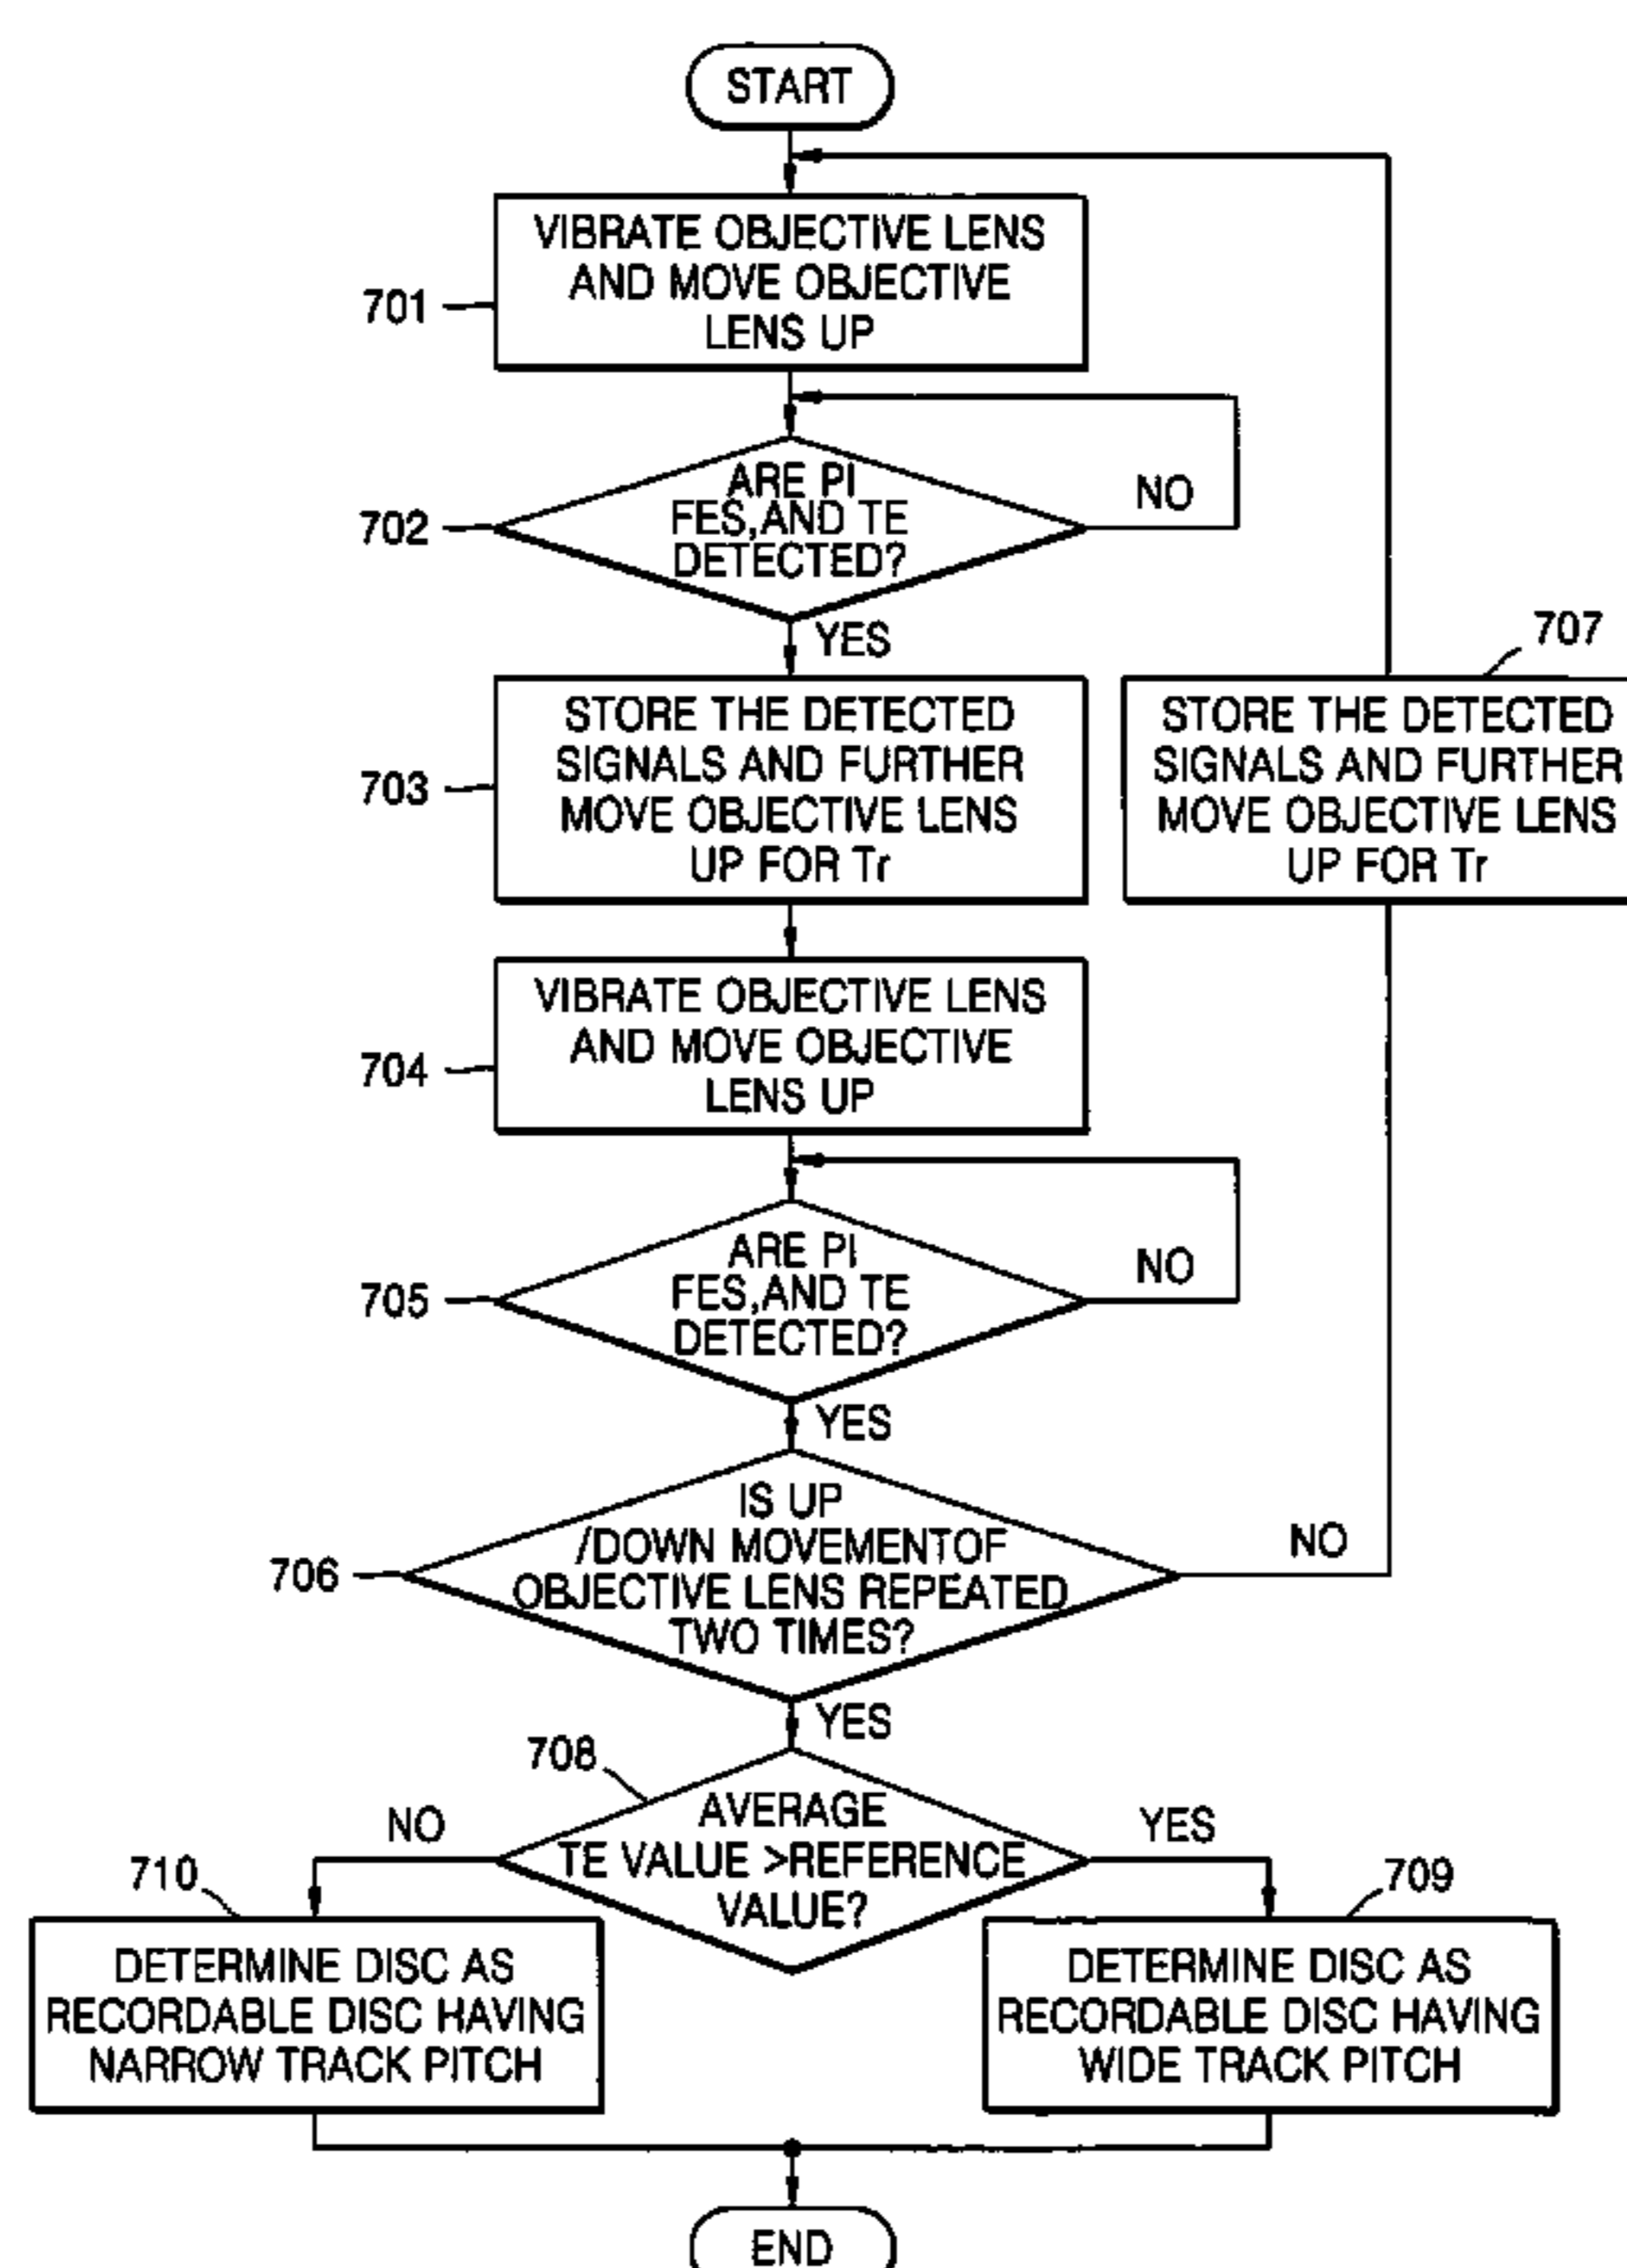 START
VIBRATE OBJECTIVE LENS
AND MOVE OBJECTIVE
LENS UP
701
ARE PI
FES,AND TE
DETECTED?
702
NO
YES
707
STORE THE DETECTED
SIGNALS AND FURTHER
MOVE OBJECTIVE LENS
UP FOR Tr
703
STORE THE DETECTED
SIGNALS AND FURTHER
MOVE OBJECTIVE LENS
UP FOR Tr
VIBRATE OBJECTIVE LENS
AND MOVE OBJECTIVE
LENS UP
704
ARE PI
FES,AND TE
DETECTED?
705
NO
YES
IS UP
/DOWN MOVEMENTOF
OBJECTIVE LENS REPEATED
TWO TIMES?
706
NO
YES
708
AVERAGE
TE VALUE >REFERENCE
VALUE?
NO
YES
710
709
DETERMINE DISC AS
RECORDABLE DISC HAVING
NARROW TRACK PITCH
DETERMINE DISC AS
RECORDABLE DISC HAVING
WIDE TRACK PITCH
END